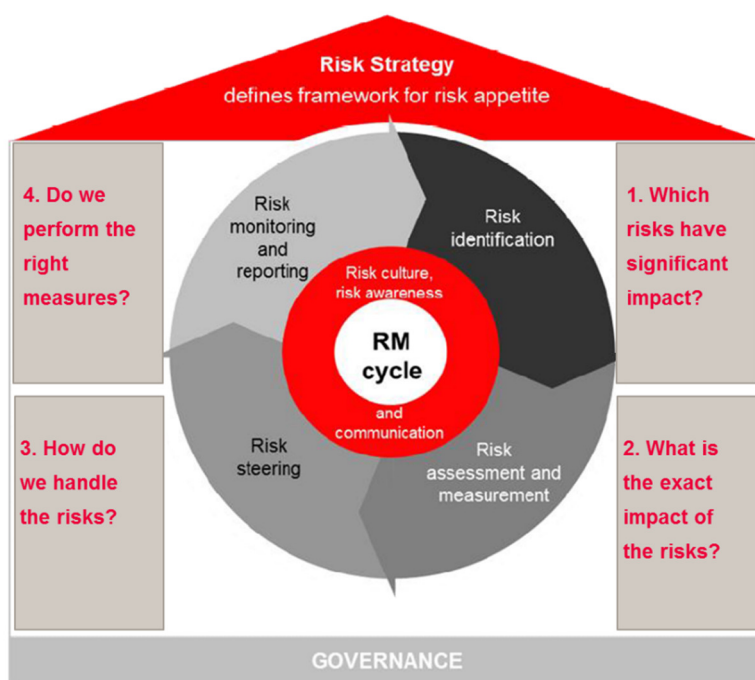 Risk Strategy
defines framework for risk appetite
4. Do we
perform the
right
measures?
Risk
monitoring
and
reporting
Risk
identification
1. Which
risks have
significant
impact?
Risk culture,
risk awareness
RM
cycle
and
communication
3. How do
we handle
the risks?
Risk
steering
Risk
assessment and
measurement
2. What is
the exact
impact of
the risks?
GOVERNANCE